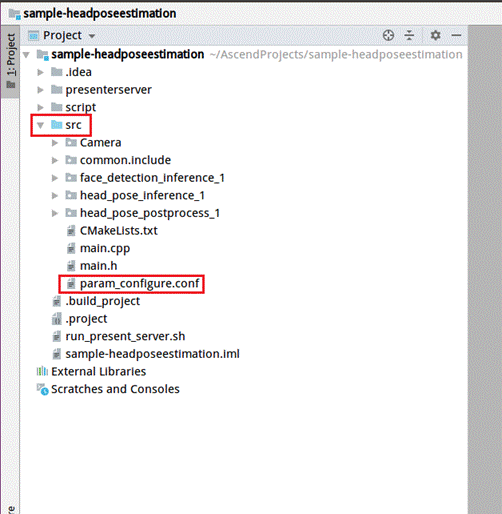 sample-headposeestimation
1: Project
Project
sample-headposeestimation ~/AscendProjects/sample-headposeestimation
.idea
presenterserver
script
src
Camera
common.include
face_detection_inference_1
head_pose_inference_1
head_pose_postprocess_1
CMakeLists.txt
main.cpp
main.h
param_configure.conf
.build_project
.project
run_present_server.sh
sample-headposeestimation.iml
External Libraries
Scratches and Consoles